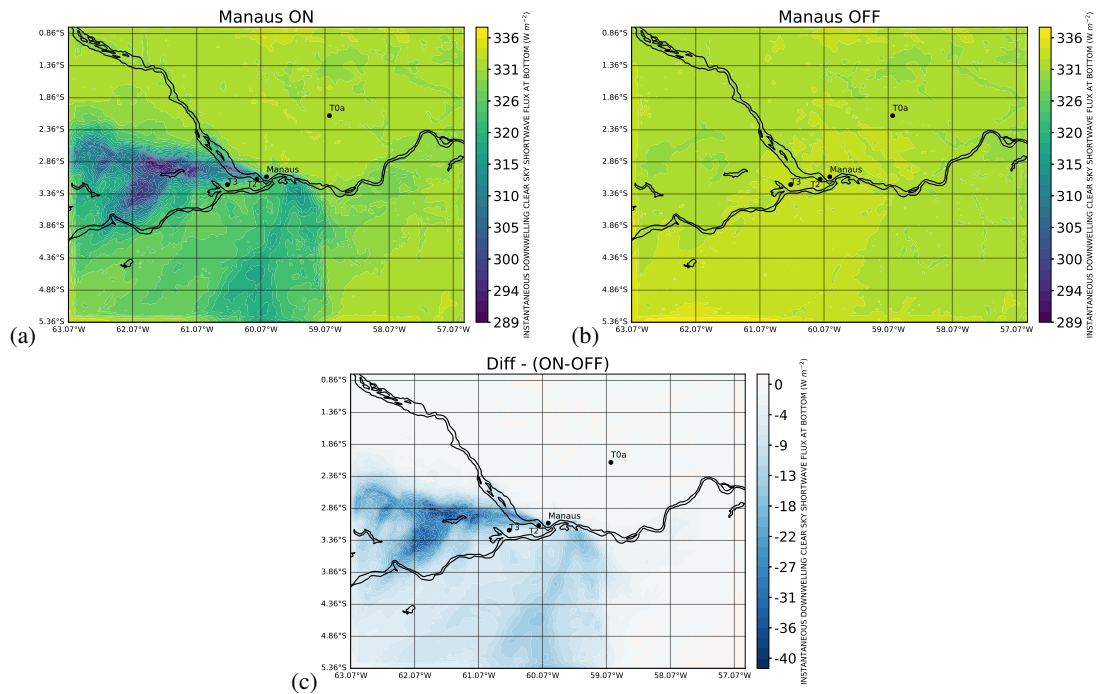 Manaus ON
0.86°S
1.36°S
1.86°S
2.36°S
2.86°S
3.36°S
3.86°S
4.36°S
4.86°S
5.36°S
63.07°W 62.07°W 61.07°W 60.07°W 59.07°W 58.07°W 57.07°W
T0a
Manaus
T3
T2
336
331
326
320
315
310
305
300
294
289
INSTANTANEOUS DOWNWELLING CLEAR SKY SHORTWAVE FLUX AT BOTTOM (W m⁻²)
(a)
Manaus OFF
0.86°S
1.36°S
1.86°S
2.36°S
2.86°S
3.36°S
3.86°S
4.36°S
4.86°S
5.36°S
63.07°W 62.07°W 61.07°W 60.07°W 59.07°W 58.07°W 57.07°W
T0a
Manaus
T3
T2
336
331
326
320
315
310
305
300
294
289
INSTANTANEOUS DOWNWELLING CLEAR SKY SHORTWAVE FLUX AT BOTTOM (W m⁻²)
(b)
Diff - (ON-OFF)
0.86°S
1.36°S
1.86°S
2.36°S
2.86°S
3.36°S
3.86°S
4.36°S
4.86°S
5.36°S
63.07°W 62.07°W 61.07°W 60.07°W 59.07°W 58.07°W 57.07°W
T0a
Manaus
T3
T2
0
-4
-9
-13
-18
-22
-27
-31
-36
-40
INSTANTANEOUS DOWNWELLING CLEAR SKY SHORTWAVE FLUX AT BOTTOM (W m⁻²)
(c)